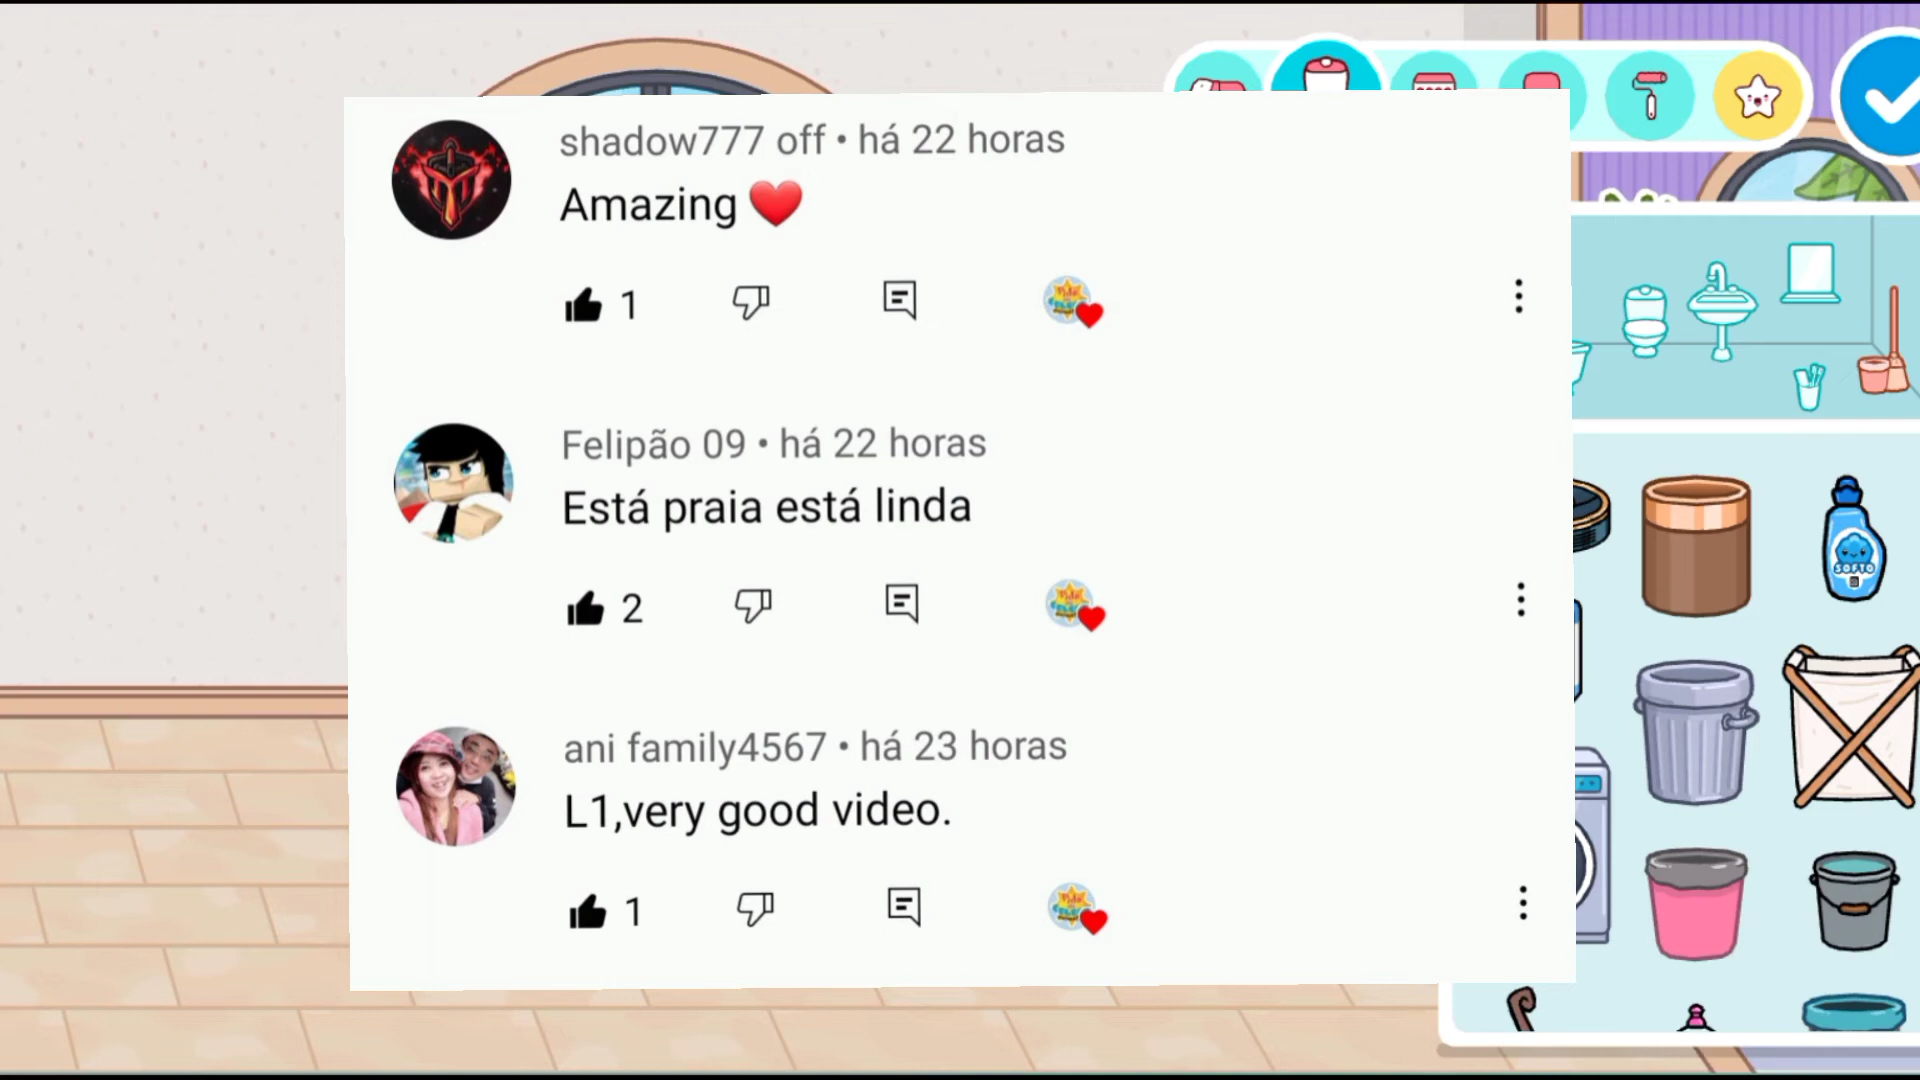 shadow777 off • há 22 horas
Amazing ❤️
1
Felipão 09 • há 22 horas
Está praia está linda
2
ani family4567 • há 23 horas
L1,very good video.
1
SOFTO